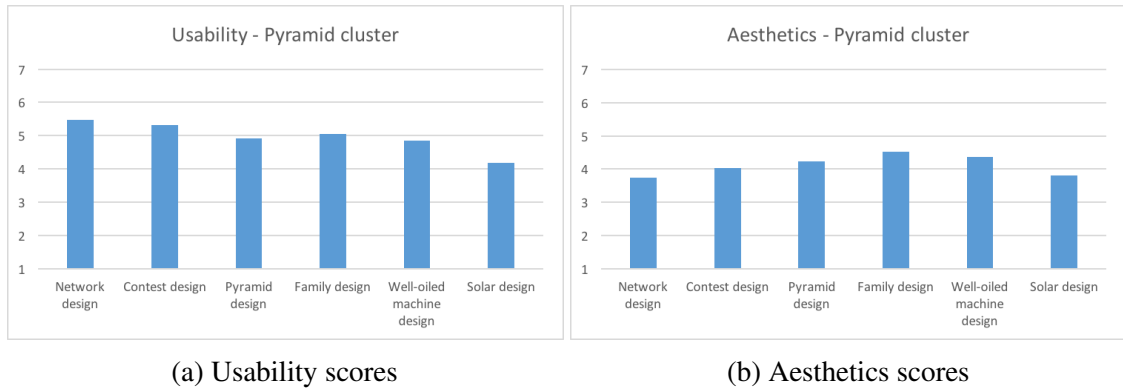 Usability - Pyramid cluster
7
6
5
4
3
2
1
Network design
Contest design
Pyramid design
Family design
Well-oiled machine design
Solar design
(a) Usability scores
Aesthetics - Pyramid cluster
7
6
5
4
3
2
1
Network design
Contest design
Pyramid design
Family design
Well-oiled machine design
Solar design
(b) Aesthetics scores